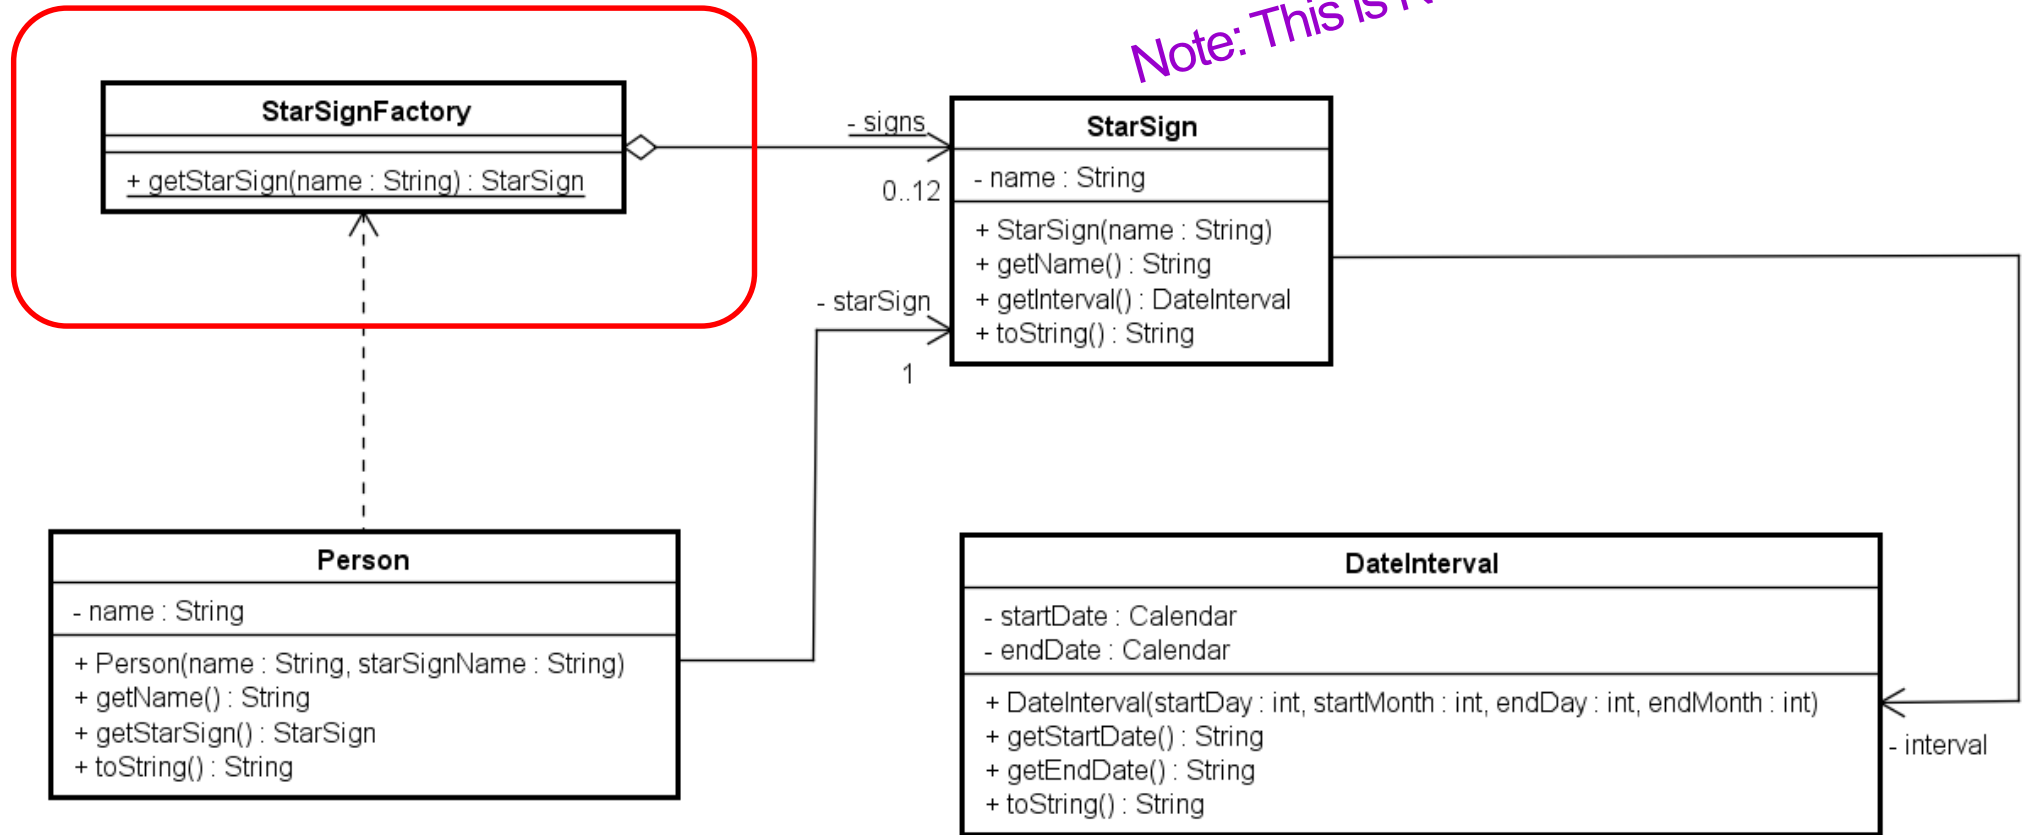 Note: This is
StarSignFactory
+ getStarSign(name : String) : StarSign
- signs
0..12
StarSign
- name : String
+ StarSign(name : String)
+ getName() : String
+ getInterval() : DateInterval
+ toString() : String
- starSign
1
Person
- name : String
+ Person(name : String, starSignName : String)
+ getName() : String
+ getStarSign() : StarSign
+ toString() : String
DateInterval
- startDate : Calendar
- endDate : Calendar
+ DateInterval(startDay : int, startMonth : int, endDay : int, endMonth : int)
+ getStartDate() : String
+ getEndDate() : String
+ toString() : String
- interval